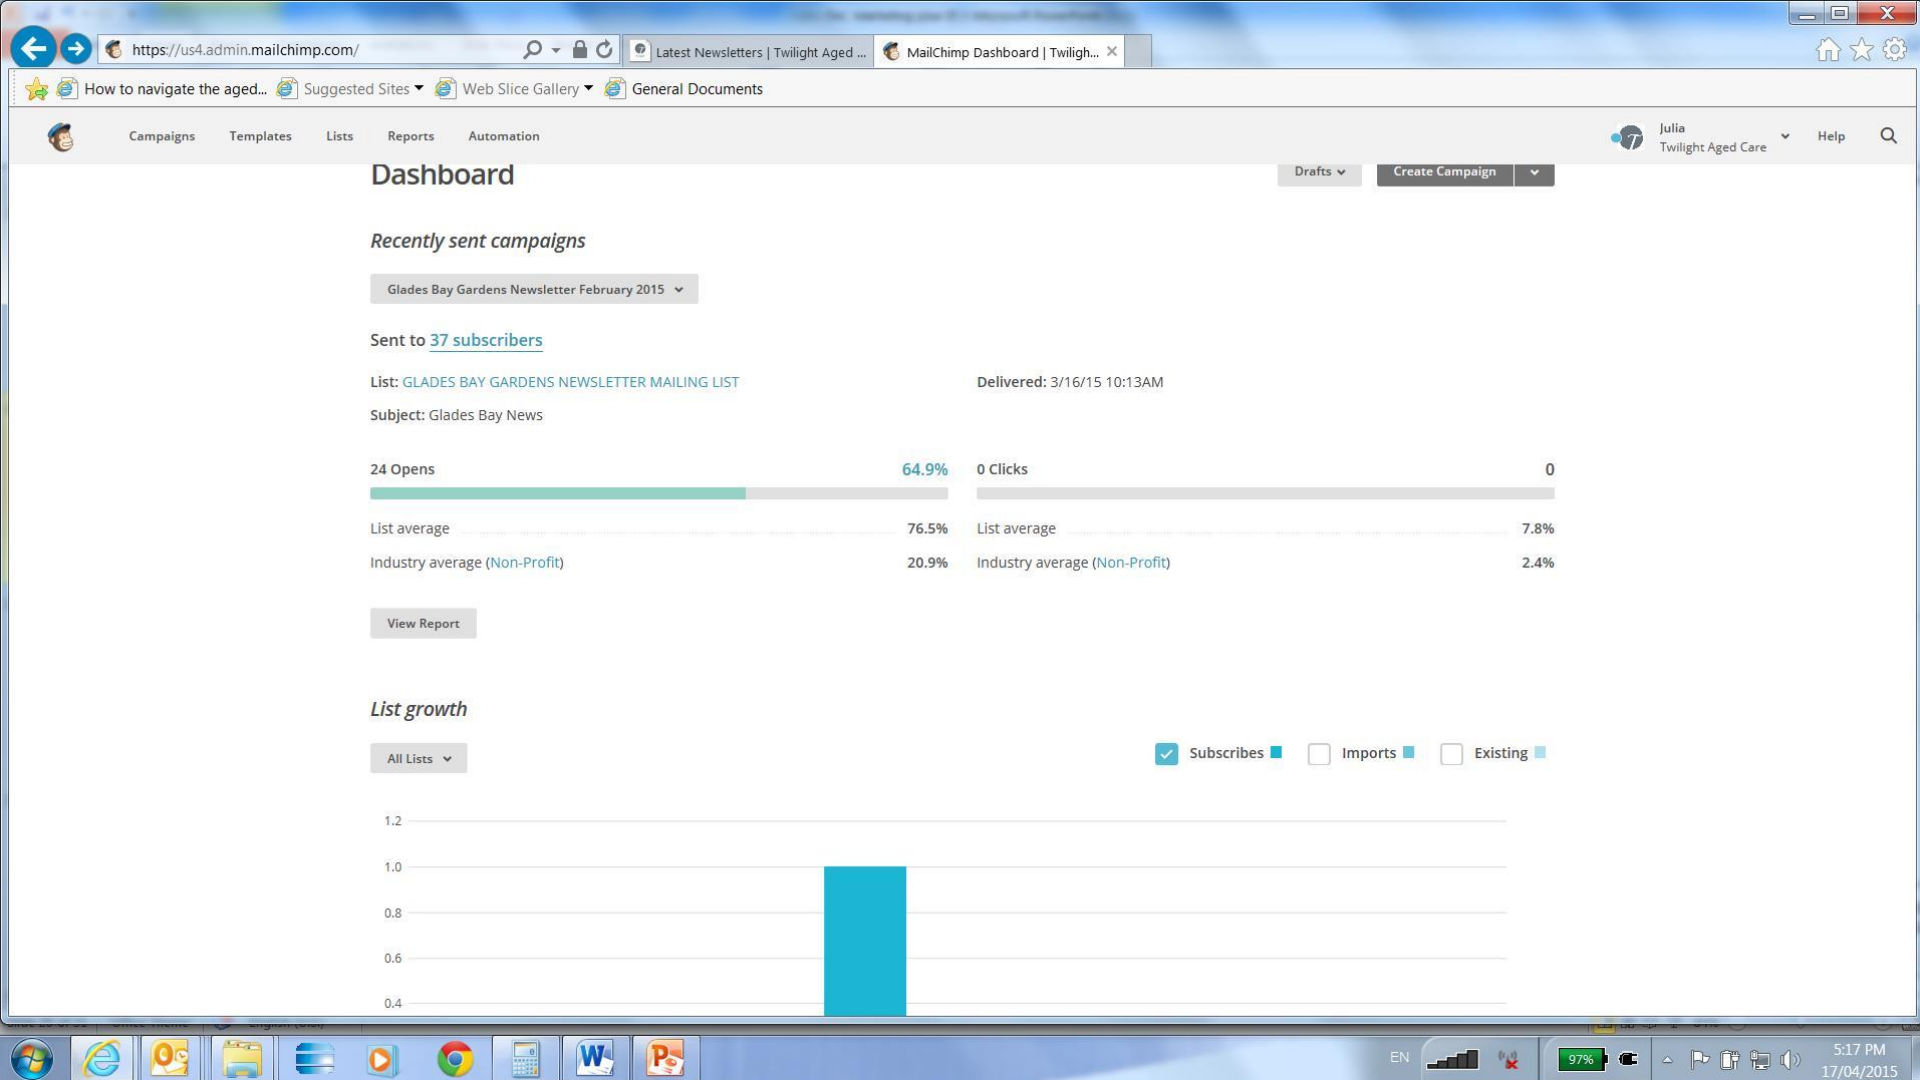 https://us4.admin.mailchimp.com/
Latest Newsletters | Twilight Aged ...
MailChimp Dashboard | Twiligh...
How to navigate the aged...
Suggested Sites
Web Slice Gallery
General Documents
Campaigns
Templates
Lists
Reports
Automation
Julia
Twilight Aged Care
Help
Dashboard
Drafts
Create Campaign
Recently sent campaigns
Glades Bay Gardens Newsletter February 2015
Sent to 37 subscribers
List: GLADES BAY GARDENS NEWSLETTER MAILING LIST
Delivered: 3/16/15 10:13AM
Subject: Glades Bay News
24 Opens 64.9%
0 Clicks 0
List average 76.5%
List average 7.8%
Industry average (Non-Profit) 20.9%
Industry average (Non-Profit) 2.4%
View Report
List growth
All Lists
Subscribes
Imports
Existing
1.2
1.0
0.8
0.6
0.4
EN
97%
5:17 PM
17/04/2015